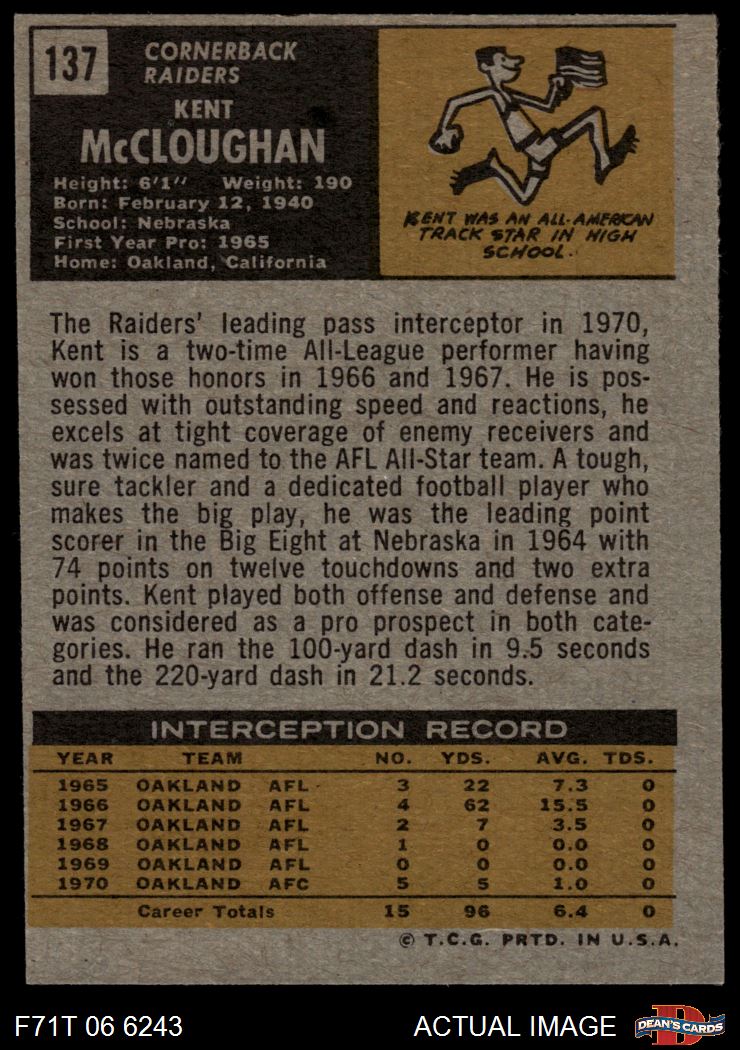 137
CORNERBACK
RAIDERS
KENT
McCLOUGHAN
Height: 6'1" Weight: 190
Born: February 12, 1940
School: Nebraska
First Year Pro: 1965
Home: Oakland, California
KENT WAS AN ALL-AMERICAN
TRACK STAR IN HIGH
SCHOOL.
The Raiders' leading pass interceptor in 1970,
Kent is a two-time All-League performer having
won those honors in 1966 and 1967. He is pos-
sessed with outstanding speed and reactions, he
excels at tight coverage of enemy receivers and
was twice named to the AFL All-Star team. A tough,
sure tackler and a dedicated football player who
makes the big play, he was the leading point
scorer in the Big Eight at Nebraska in 1964 with
74 points on twelve touchdowns and two extra
points. Kent played both offense and defense and
was considered as a pro prospect in both cate-
gories. He ran the 100-yard dash in 9.5 seconds
and the 220-yard dash in 21.2 seconds.
INTERCEPTION RECORD
YEAR TEAM NO. YDS. AVG. TDS.
1965 OAKLAND AFL 3 22 7.3 0
1966 OAKLAND AFL 4 62 15.5 0
1967 OAKLAND AFL 2 7 3.5 0
1968 OAKLAND AFL 1 0 0.0 0
1969 OAKLAND AFL 0 0 0.0 0
1970 OAKLAND AFC 5 5 1.0 0
Career Totals 15 96 6.4 0
© T.C.G. PRTD. IN U.S.A.
F71T 06 6243 ACTUAL IMAGE
D
DEAN'S CARDS